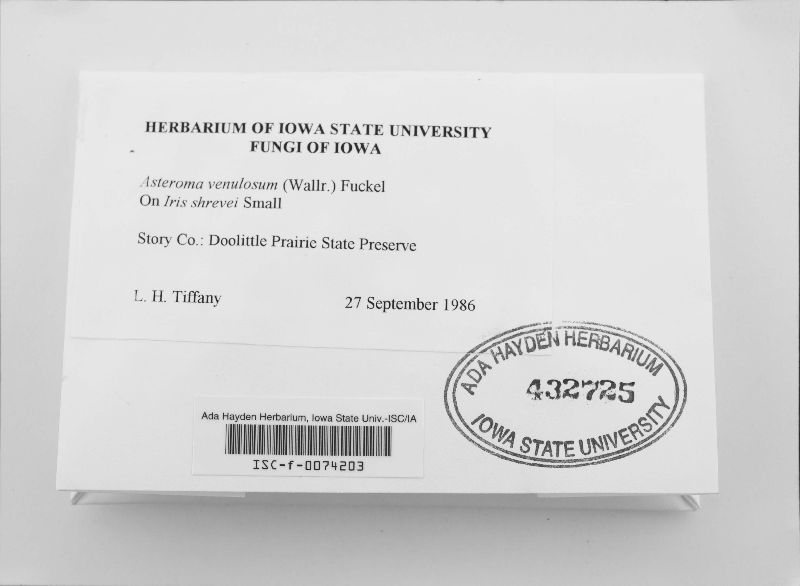 HERBARIUM OF IOWA STATE UNIVERSITY
FUNGI OF IOWA
Asteroma venulosum (Wallr.) Fuckel
On Iris shrevei Small
Story Co.: Doolittle Prairie State Preserve
L. H. Tiffany 27 September 1986
ADA HAYDEN HERBARIUM
432725
IOWA STATE UNIVERSITY
Ada Hayden Herbarium, Iowa State Univ.-ISC/IA
ISC-f-0074203